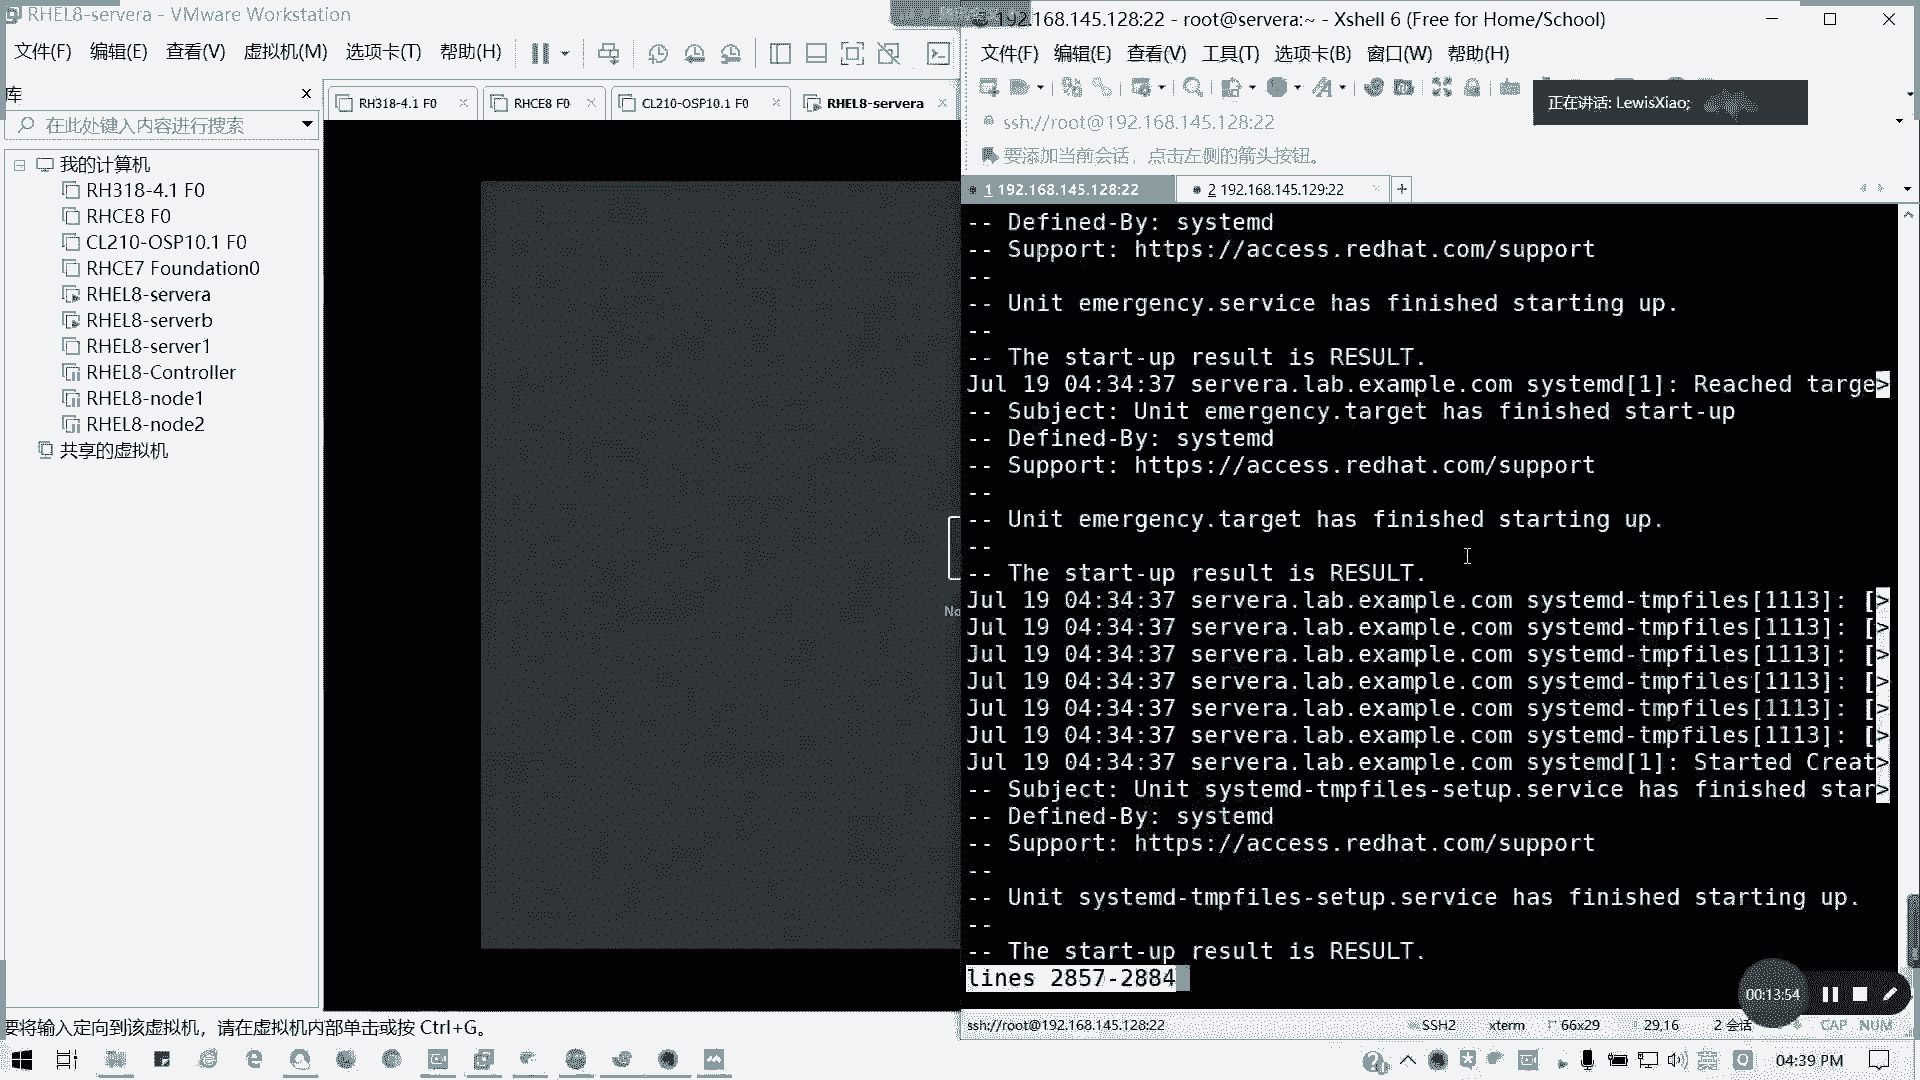 RHEL8-servera - VMware Workstation
文件(F) 编辑(E) 查看(V) 虚拟机(M) 选项卡(T) 帮助(H)
库
在此处键入内容进行搜索
我的计算机
RH318-4.1 F0
RHCE8 F0
CL210-OSP10.1 F0
RHCE7 Foundation0
RHEL8-servera
RHEL8-serverb
RHEL8-server1
RHEL8-Controller
RHEL8-node1
RHEL8-node2
共享的虚拟机
RH318-4.1 F0 RHCE8 F0 CL210-OSP10.1 F0 RHEL8-servera
要将输入定向到该虚拟机，请在虚拟机内部单击或按 Ctrl+G。
192.168.145.128:22 - root@servera:~ - Xshell 6 (Free for Home/School)
文件(F) 编辑(E) 查看(V) 工具(T) 选项卡(B) 窗口(W) 帮助(H)
正在讲话: LewisXiao;
ssh://root@192.168.145.128:22
要添加当前会话，点击左侧的箭头按钮。
1 192.168.145.128:22 2 192.168.145.129:22
-- Defined-By: systemd
-- Support: https://access.redhat.com/support
--
-- Unit emergency.service has finished starting up.
--
-- The start-up result is RESULT.
Jul 19 04:34:37 servera.lab.example.com systemd[1]: Reached targe>
-- Subject: Unit emergency.target has finished start-up
-- Defined-By: systemd
-- Support: https://access.redhat.com/support
--
-- Unit emergency.target has finished starting up.
--
-- The start-up result is RESULT.
Jul 19 04:34:37 servera.lab.example.com systemd-tmpfiles[1113]: [>
Jul 19 04:34:37 servera.lab.example.com systemd-tmpfiles[1113]: [>
Jul 19 04:34:37 servera.lab.example.com systemd-tmpfiles[1113]: [>
Jul 19 04:34:37 servera.lab.example.com systemd-tmpfiles[1113]: [>
Jul 19 04:34:37 servera.lab.example.com systemd-tmpfiles[1113]: [>
Jul 19 04:34:37 servera.lab.example.com systemd-tmpfiles[1113]: [>
Jul 19 04:34:37 servera.lab.example.com systemd[1]: Started Creat>
-- Subject: Unit systemd-tmpfiles-setup.service has finished star>
-- Defined-By: systemd
-- Support: https://access.redhat.com/support
--
-- Unit systemd-tmpfiles-setup.service has finished starting up.
--
-- The start-up result is RESULT.
lines 2857-2884
00:13:54
ssh://root@192.168.145.128:22 SSH2 xterm 66x29 29,16 2 会话 CAP NUM
04:39 PM